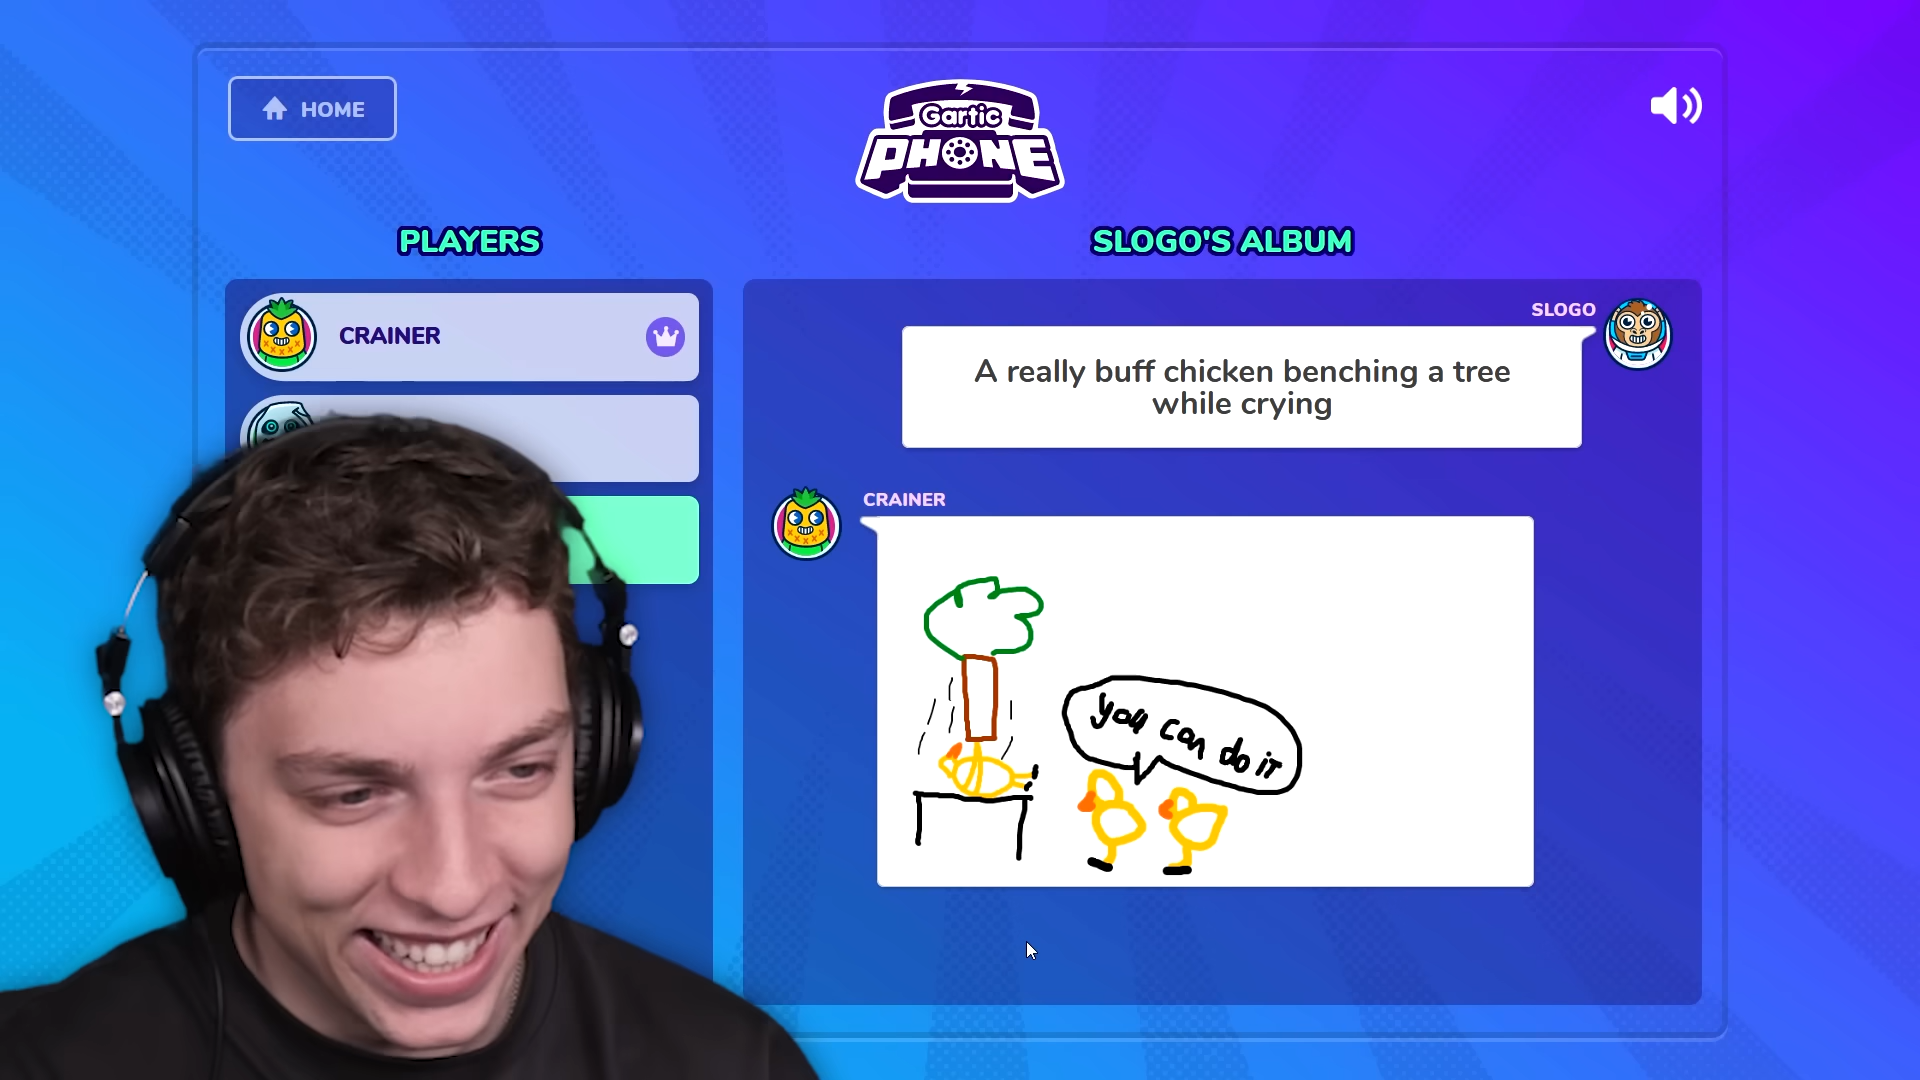 HOME
Gartic
PHONE
PLAYERS
SLOGO'S ALBUM
CRAINER
SLOGO
A really buff chicken benching a tree
while crying
CRAINER
you can do it